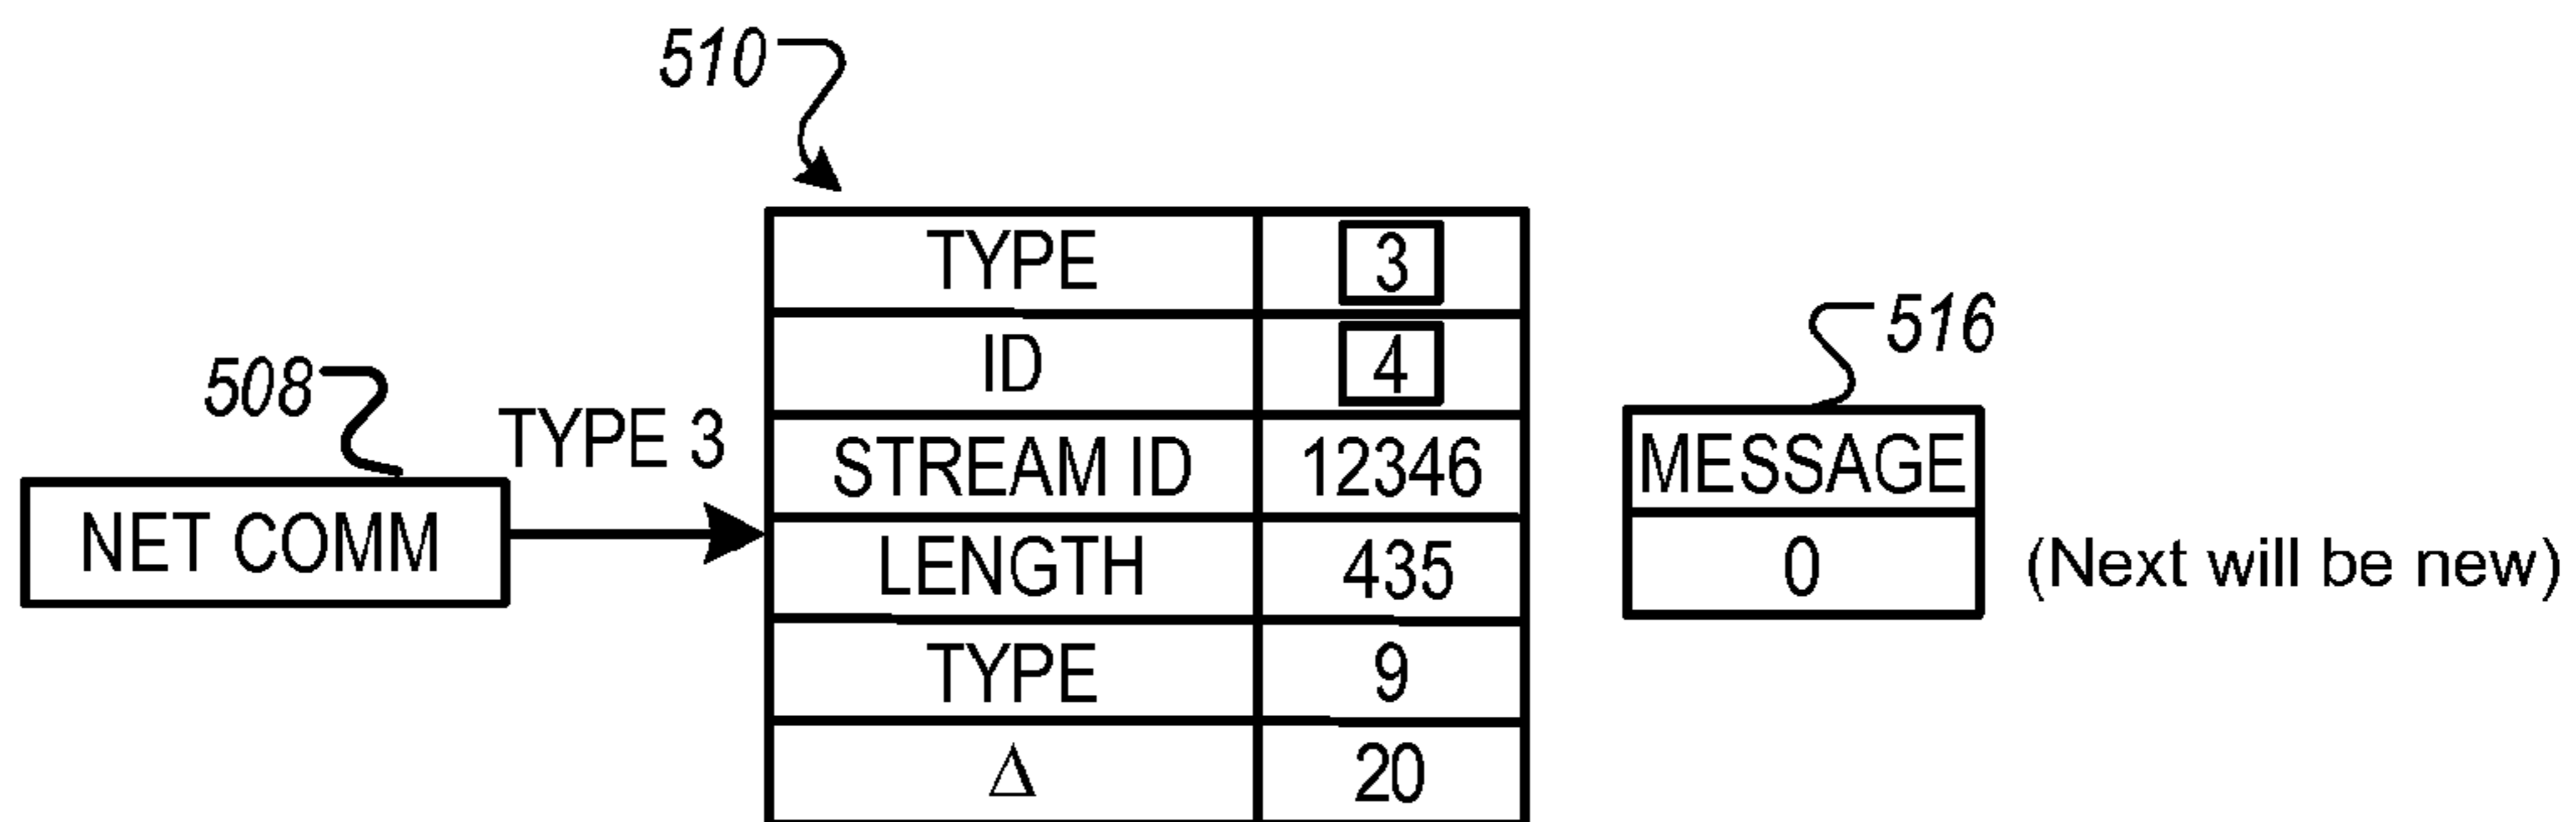 510
TYPE 3
ID 4
516
508
TYPE 3
STREAM ID 12346
MESSAGE
NET COMM
LENGTH 435
0 (Next will be new)
TYPE 9
Δ 20